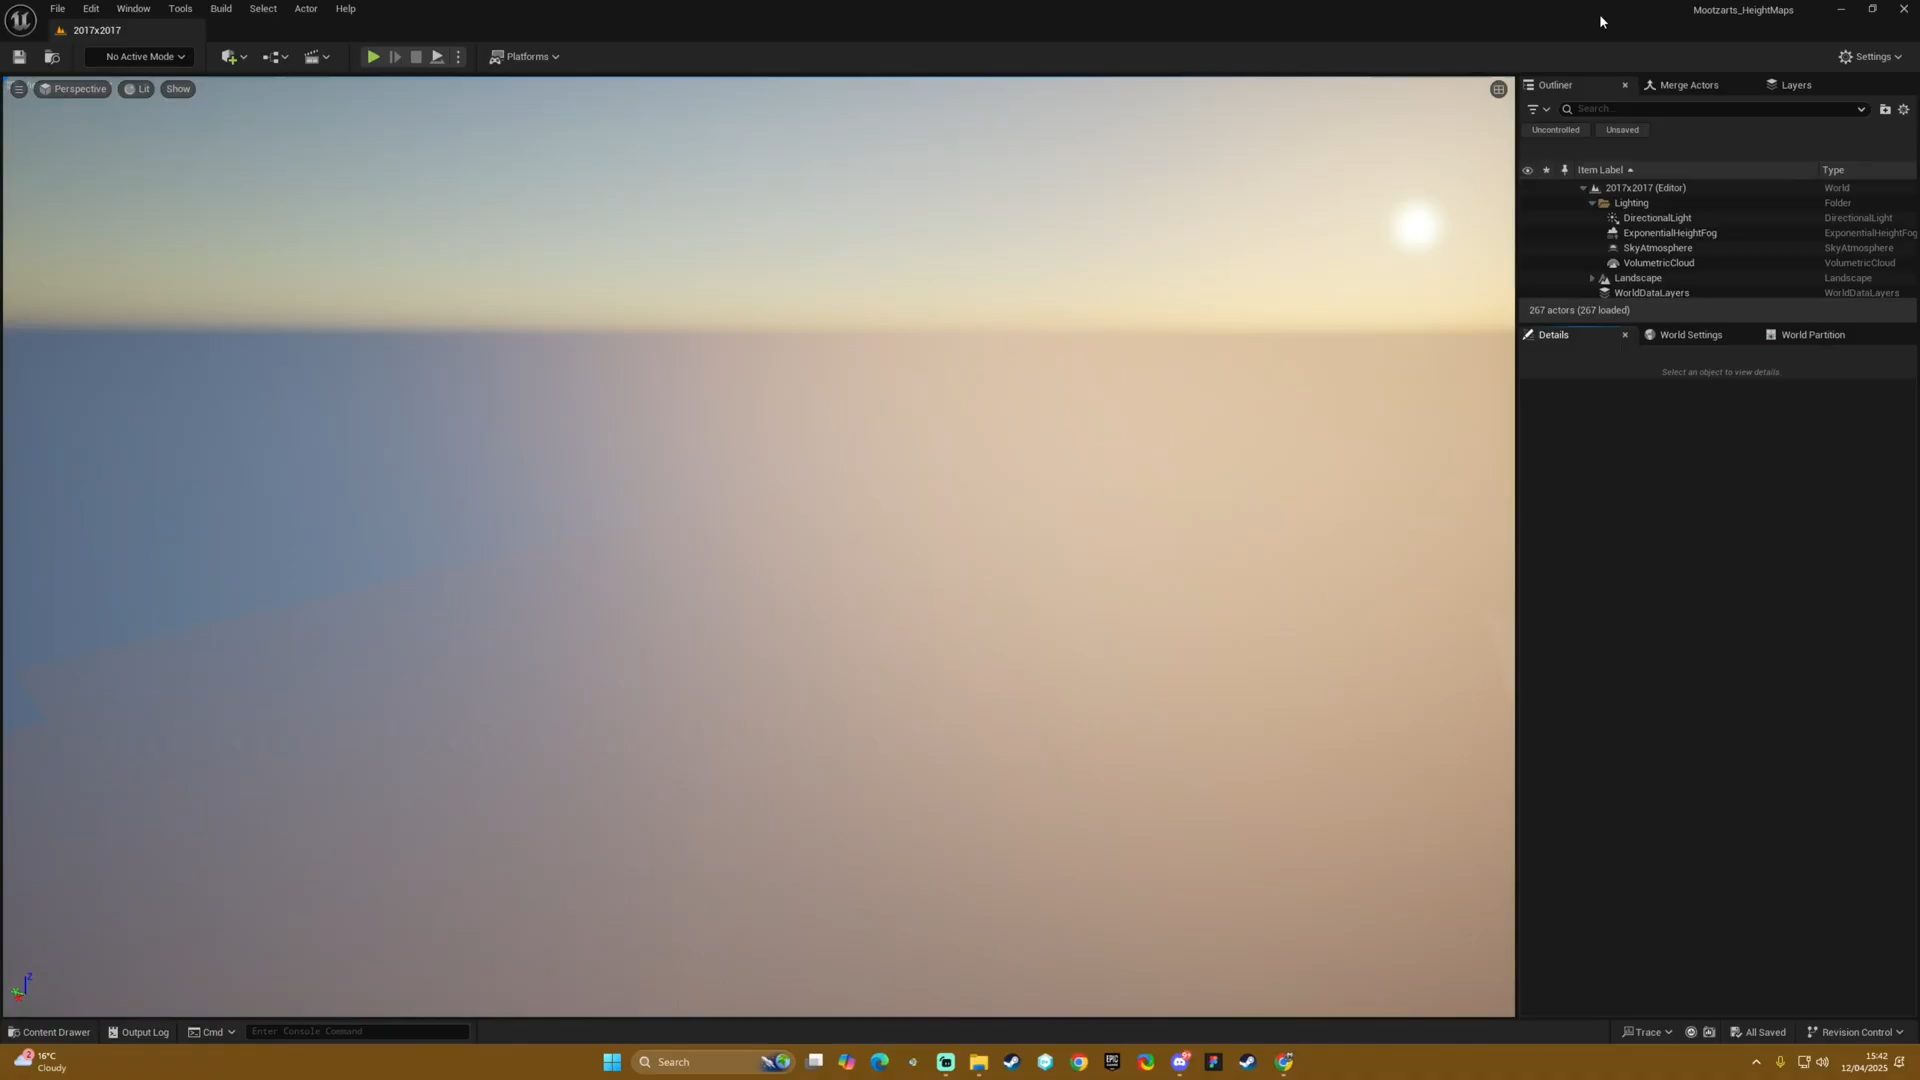 File Edit Window Tools Build Select Actor Help
Mootzarts_HeightMaps
2017x2017
No Active Mode
Platforms
Settings
Perspective Lit Show
Outliner Merge Actors Layers
Search...
Uncontrolled Unsaved
Item Label Type
2017x2017 (Editor) World
Lighting Folder
DirectionalLight DirectionalLight
ExponentialHeightFog ExponentialHeightFog
SkyAtmosphere SkyAtmosphere
VolumetricCloud VolumetricCloud
Landscape Landscape
WorldDataLayers WorldDataLayers
267 actors (267 loaded)
Details World Settings World Partition
Select an object to view details.
Z
Content Drawer Output Log Cmd Enter Console Command
Trace All Saved Revision Control
2 16°C
Cloudy
Search
EPIC
15:42
12/04/2025